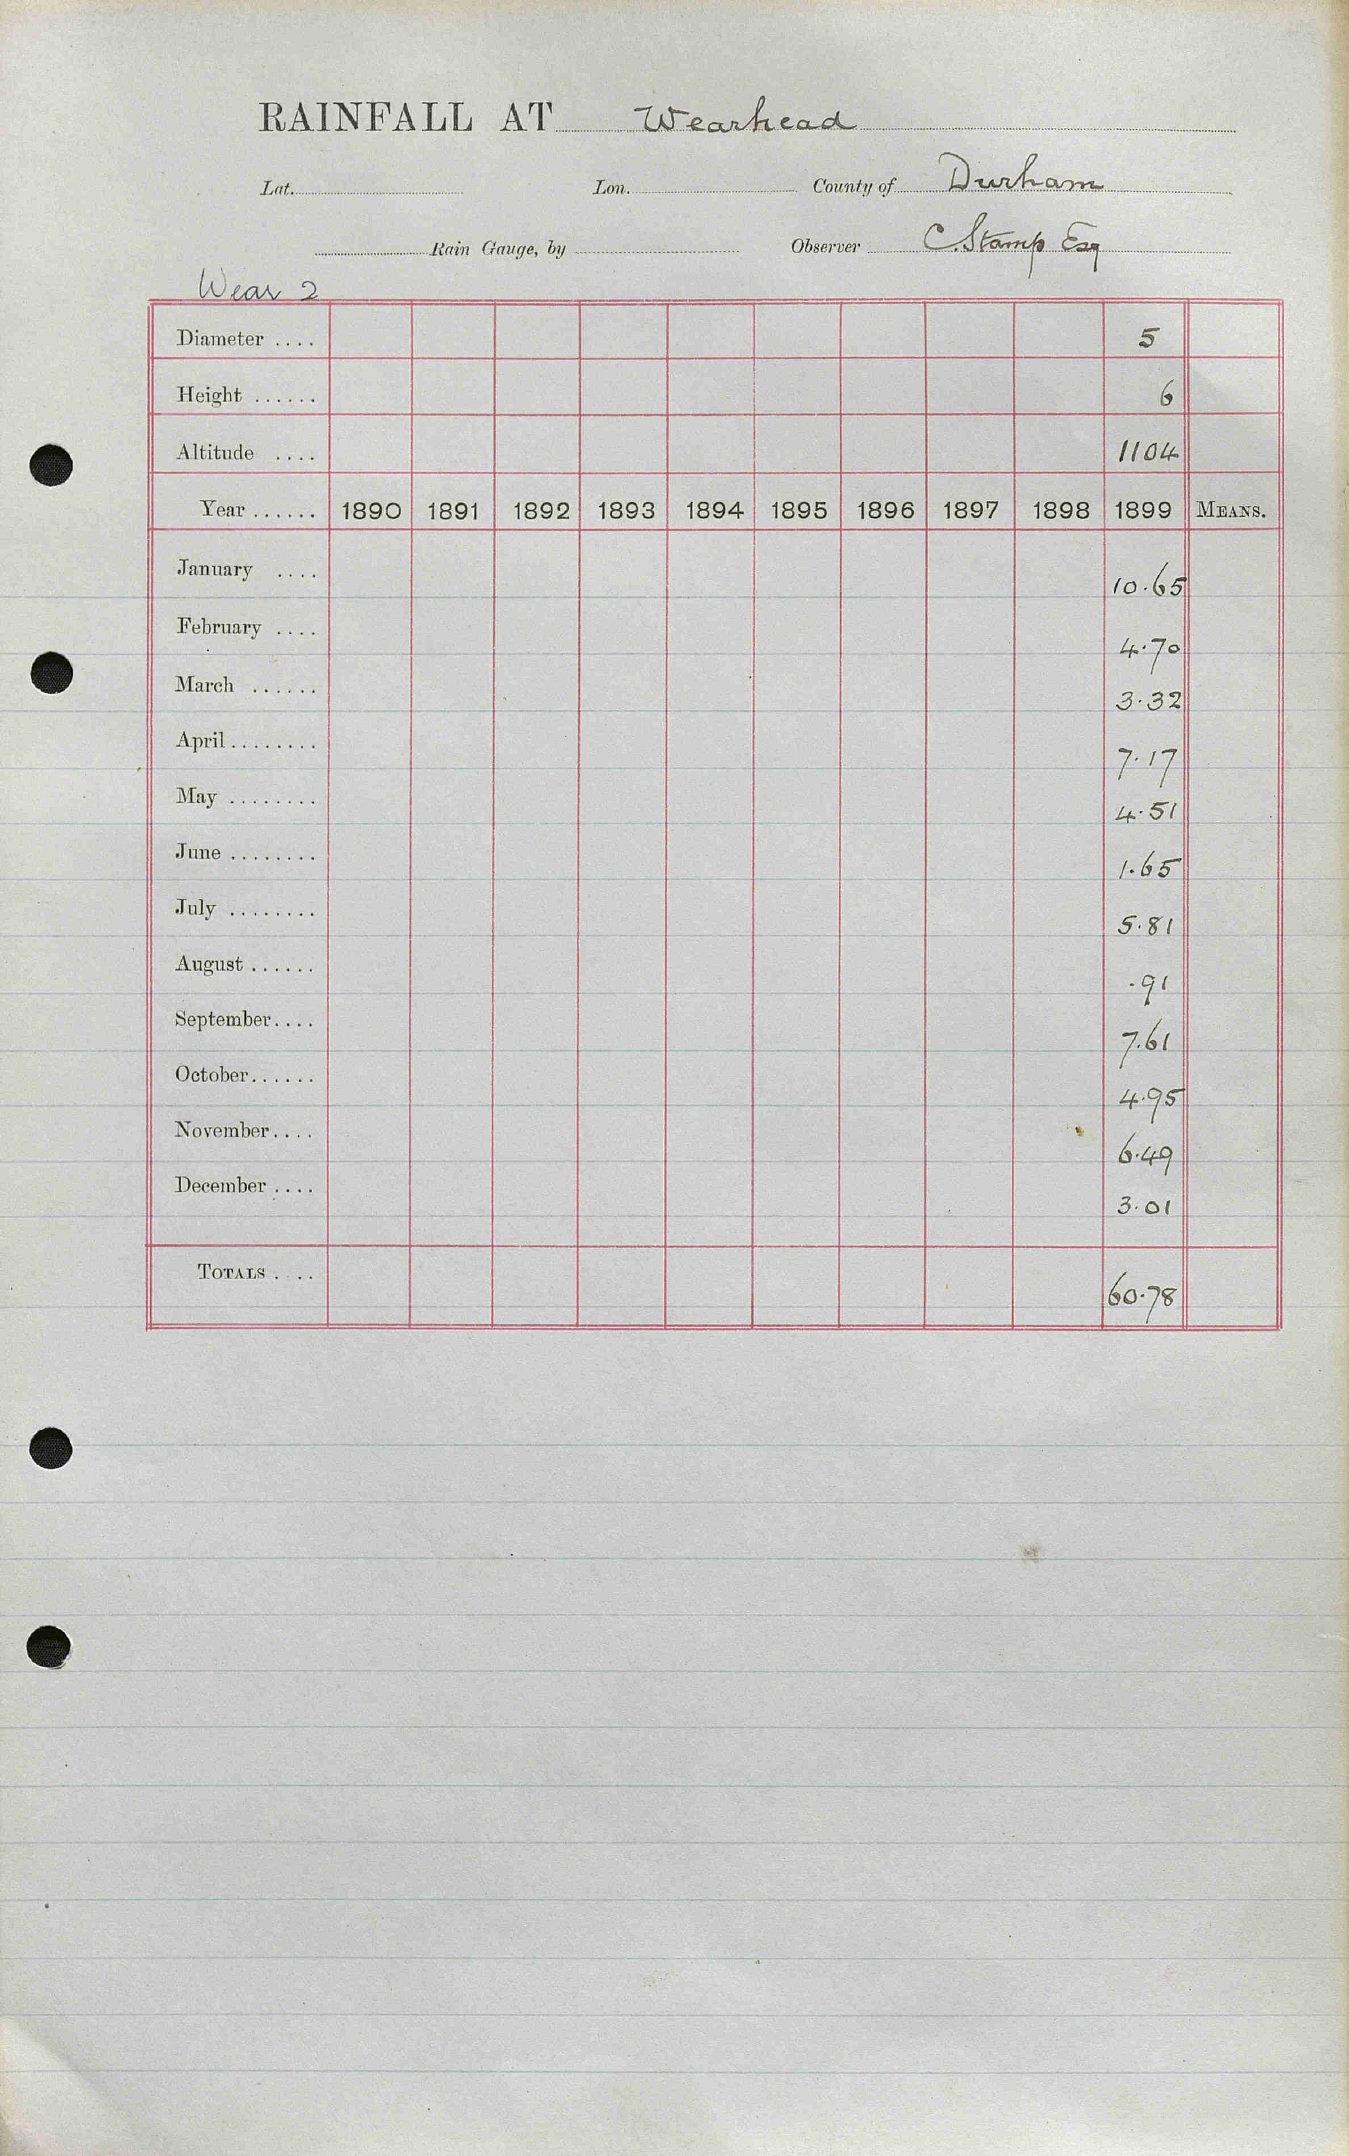 RAINFALL AT Wearhead
Lat. Lon. County of Durham
Rain Gauge, by Observer C. Stamp Esq
Wear 2
Diameter .... 5
Height ...... 6
Altitude .... 1104
Year ...... 1890 1891 1892 1893 1894 1895 1896 1897 1898 1899 MEANS.
January .... 10.65
February .... 4.70
March ...... 3.32
April ........ 7.17
May ........ 4.51
June ........ 1.65
July ........ 5.81
August ...... .91
September .... 7.61
October ...... 4.95
November .... 6.49
December .... 3.01
TOTALS .... 60.78